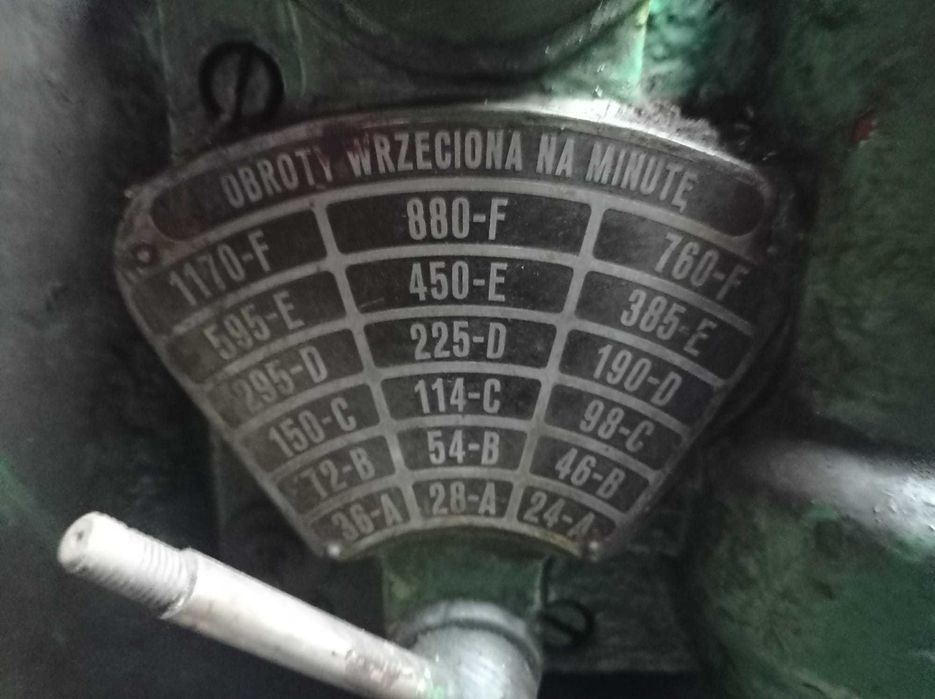 OBROTY WRZECIONA NA MINUTĘ
1170-F 880-F 760-F
595-E 450-E 385-E
295-D 225-D 190-D
150-C 114-C 98-C
72-B 54-B 46-B
36-A 28-A 24-A